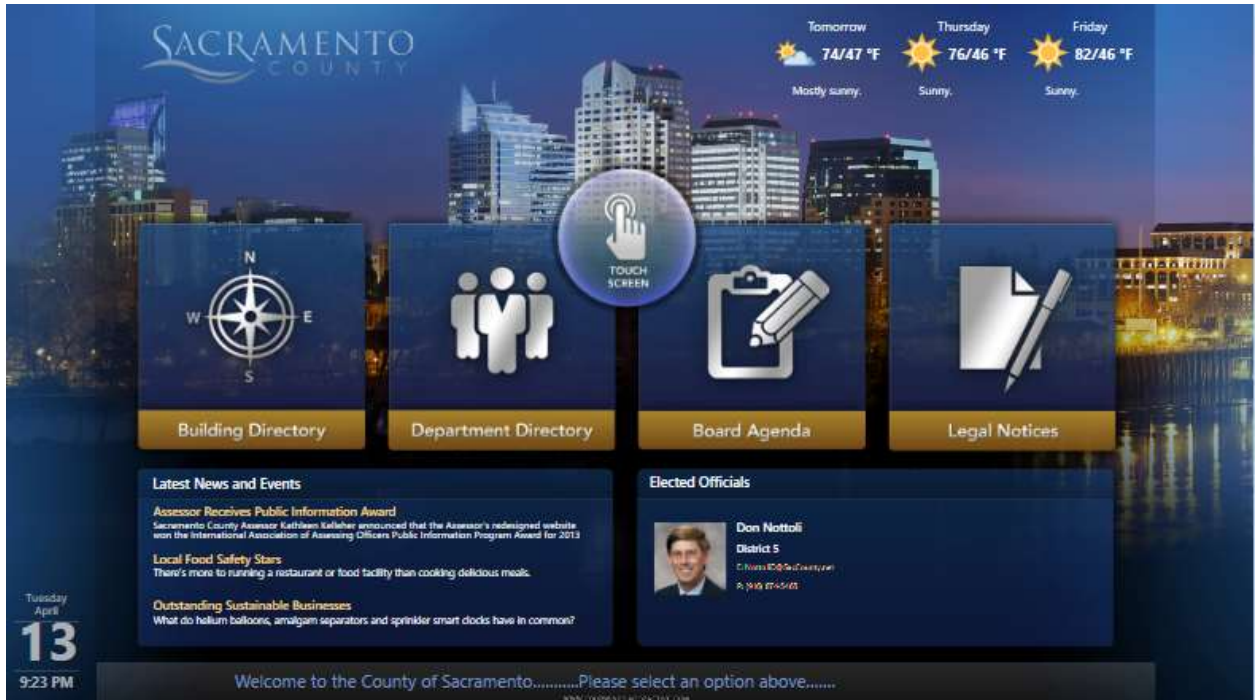 SACRAMENTO
COUNTY
Tomorrow
74/47 °F
Mostly sunny.
Thursday
76/46 °F
Sunny.
Friday
82/46 °F
Sunny.
TOUCH
SCREEN
N
W
E
S
Building Directory
Department Directory
Board Agenda
Legal Notices
Latest News and Events
Assessor Receives Public Information Award
Sacramento County Assessor Kathleen Kelleher announced that the Assessor's redesigned website
won the International Association of Assessing Officers Public Information Program Award for 2013
Local Food Safety Stars
There's more to running a restaurant or food facility than cooking delicious meals.
Outstanding Sustainable Businesses
What do helium balloons, amalgam separators and sprinkler smart clocks have in common?
Elected Officials
Don Nottoli
District 5
Tuesday
April
13
9:23 PM
Welcome to the County of Sacramento..........Please select an option above.......